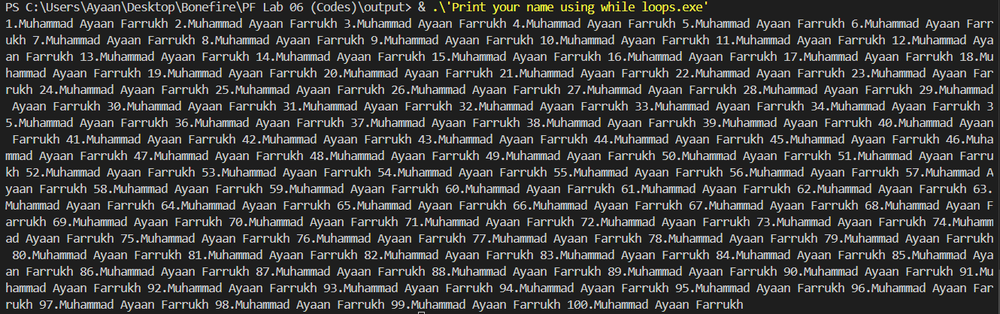 PS C:\Users\Ayaan\Desktop\Bonefire\PF Lab 06 (Codes)\output> & .\'Print your name using while loops.exe'
1.Muhammad Ayaan Farrukh 2.Muhammad Ayaan Farrukh 3.Muhammad Ayaan Farrukh 4.Muhammad Ayaan Farrukh 5.Muhammad Ayaan Farrukh 6.Muhammad Ayaan Farr
ukh 7.Muhammad Ayaan Farrukh 8.Muhammad Ayaan Farrukh 9.Muhammad Ayaan Farrukh 10.Muhammad Ayaan Farrukh 11.Muhammad Ayaan Farrukh 12.Muhammad Aya
an Farrukh 13.Muhammad Ayaan Farrukh 14.Muhammad Ayaan Farrukh 15.Muhammad Ayaan Farrukh 16.Muhammad Ayaan Farrukh 17.Muhammad Ayaan Farrukh 18.Mu
hammad Ayaan Farrukh 19.Muhammad Ayaan Farrukh 20.Muhammad Ayaan Farrukh 21.Muhammad Ayaan Farrukh 22.Muhammad Ayaan Farrukh 23.Muhammad Ayaan Far
rukh 24.Muhammad Ayaan Farrukh 25.Muhammad Ayaan Farrukh 26.Muhammad Ayaan Farrukh 27.Muhammad Ayaan Farrukh 28.Muhammad Ayaan Farrukh 29.Muhammad
 Ayaan Farrukh 30.Muhammad Ayaan Farrukh 31.Muhammad Ayaan Farrukh 32.Muhammad Ayaan Farrukh 33.Muhammad Ayaan Farrukh 34.Muhammad Ayaan Farrukh 3
5.Muhammad Ayaan Farrukh 36.Muhammad Ayaan Farrukh 37.Muhammad Ayaan Farrukh 38.Muhammad Ayaan Farrukh 39.Muhammad Ayaan Farrukh 40.Muhammad Ayaan
 Farrukh 41.Muhammad Ayaan Farrukh 42.Muhammad Ayaan Farrukh 43.Muhammad Ayaan Farrukh 44.Muhammad Ayaan Farrukh 45.Muhammad Ayaan Farrukh 46.Muha
mmad Ayaan Farrukh 47.Muhammad Ayaan Farrukh 48.Muhammad Ayaan Farrukh 49.Muhammad Ayaan Farrukh 50.Muhammad Ayaan Farrukh 51.Muhammad Ayaan Farru
kh 52.Muhammad Ayaan Farrukh 53.Muhammad Ayaan Farrukh 54.Muhammad Ayaan Farrukh 55.Muhammad Ayaan Farrukh 56.Muhammad Ayaan Farrukh 57.Muhammad A
yaan Farrukh 58.Muhammad Ayaan Farrukh 59.Muhammad Ayaan Farrukh 60.Muhammad Ayaan Farrukh 61.Muhammad Ayaan Farrukh 62.Muhammad Ayaan Farrukh 63.
Muhammad Ayaan Farrukh 64.Muhammad Ayaan Farrukh 65.Muhammad Ayaan Farrukh 66.Muhammad Ayaan Farrukh 67.Muhammad Ayaan Farrukh 68.Muhammad Ayaan F
arrukh 69.Muhammad Ayaan Farrukh 70.Muhammad Ayaan Farrukh 71.Muhammad Ayaan Farrukh 72.Muhammad Ayaan Farrukh 73.Muhammad Ayaan Farrukh 74.Muhamm
ad Ayaan Farrukh 75.Muhammad Ayaan Farrukh 76.Muhammad Ayaan Farrukh 77.Muhammad Ayaan Farrukh 78.Muhammad Ayaan Farrukh 79.Muhammad Ayaan Farrukh
 80.Muhammad Ayaan Farrukh 81.Muhammad Ayaan Farrukh 82.Muhammad Ayaan Farrukh 83.Muhammad Ayaan Farrukh 84.Muhammad Ayaan Farrukh 85.Muhammad Aya
an Farrukh 86.Muhammad Ayaan Farrukh 87.Muhammad Ayaan Farrukh 88.Muhammad Ayaan Farrukh 89.Muhammad Ayaan Farrukh 90.Muhammad Ayaan Farrukh 91.Mu
hammad Ayaan Farrukh 92.Muhammad Ayaan Farrukh 93.Muhammad Ayaan Farrukh 94.Muhammad Ayaan Farrukh 95.Muhammad Ayaan Farrukh 96.Muhammad Ayaan Far
rukh 97.Muhammad Ayaan Farrukh 98.Muhammad Ayaan Farrukh 99.Muhammad Ayaan Farrukh 100.Muhammad Ayaan Farrukh